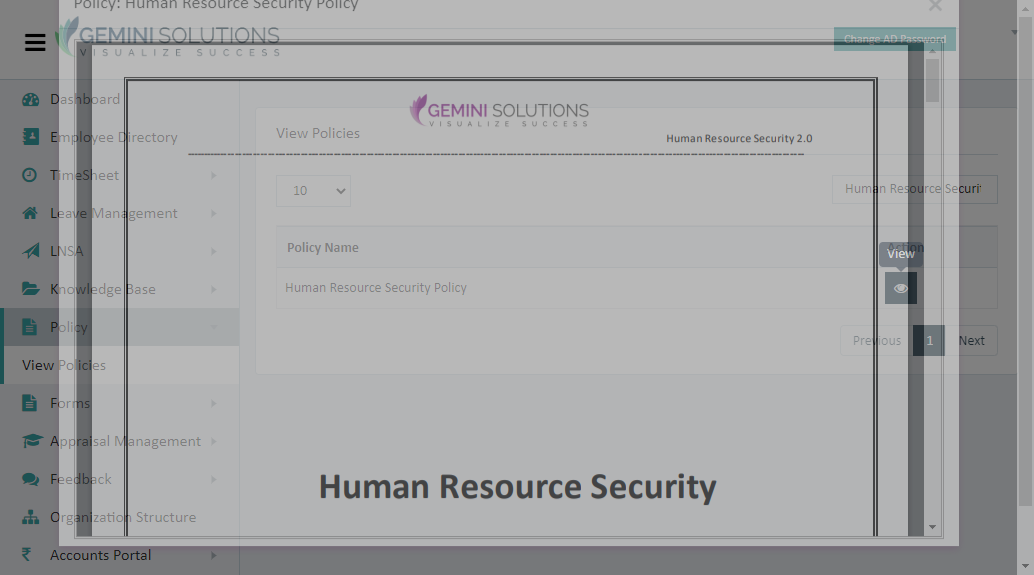 Policy: Human Resource Security Policy
×
GEMINI SOLUTIONS
VISUALIZE SUCCESS
Change AD Password
GEMINI SOLUTIONS
VISUALIZE SUCCESS
Human Resource Security 2.0
Dashboard
Employee Directory
TimeSheet
Leave Management
LNSA
Knowledge Base
Policy
View Policies
Forms
Appraisal Management
Feedback
Organization Structure
₹ Accounts Portal
View Policies
10
Human Resource Securit
Policy Name
Action
View
Human Resource Security Policy
Previous 1 Next
Human Resource Security